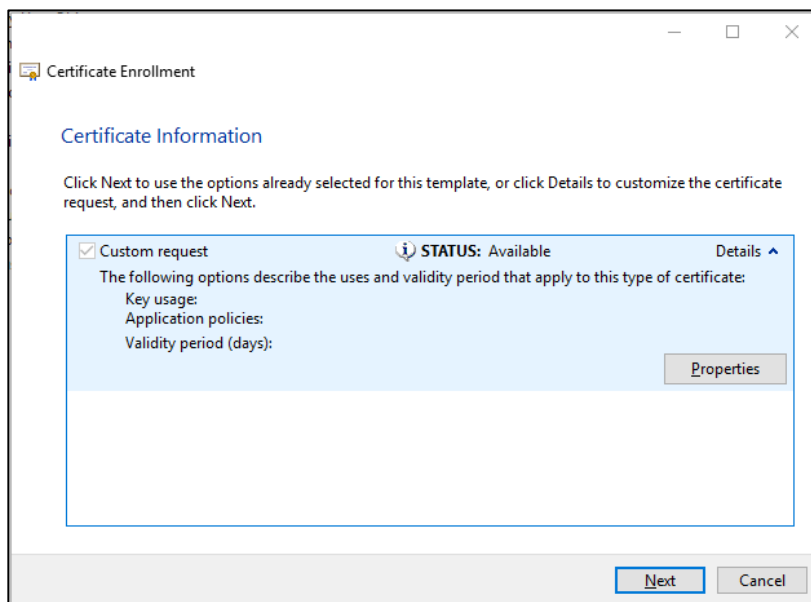 Certificate Enrollment
Certificate Information
Click Next to use the options already selected for this template, or click Details to customize the certificate
request, and then click Next.
Custom request STATUS: Available Details
The following options describe the uses and validity period that apply to this type of certificate:
Key usage:
Application policies:
Validity period (days):
Properties
Next Cancel